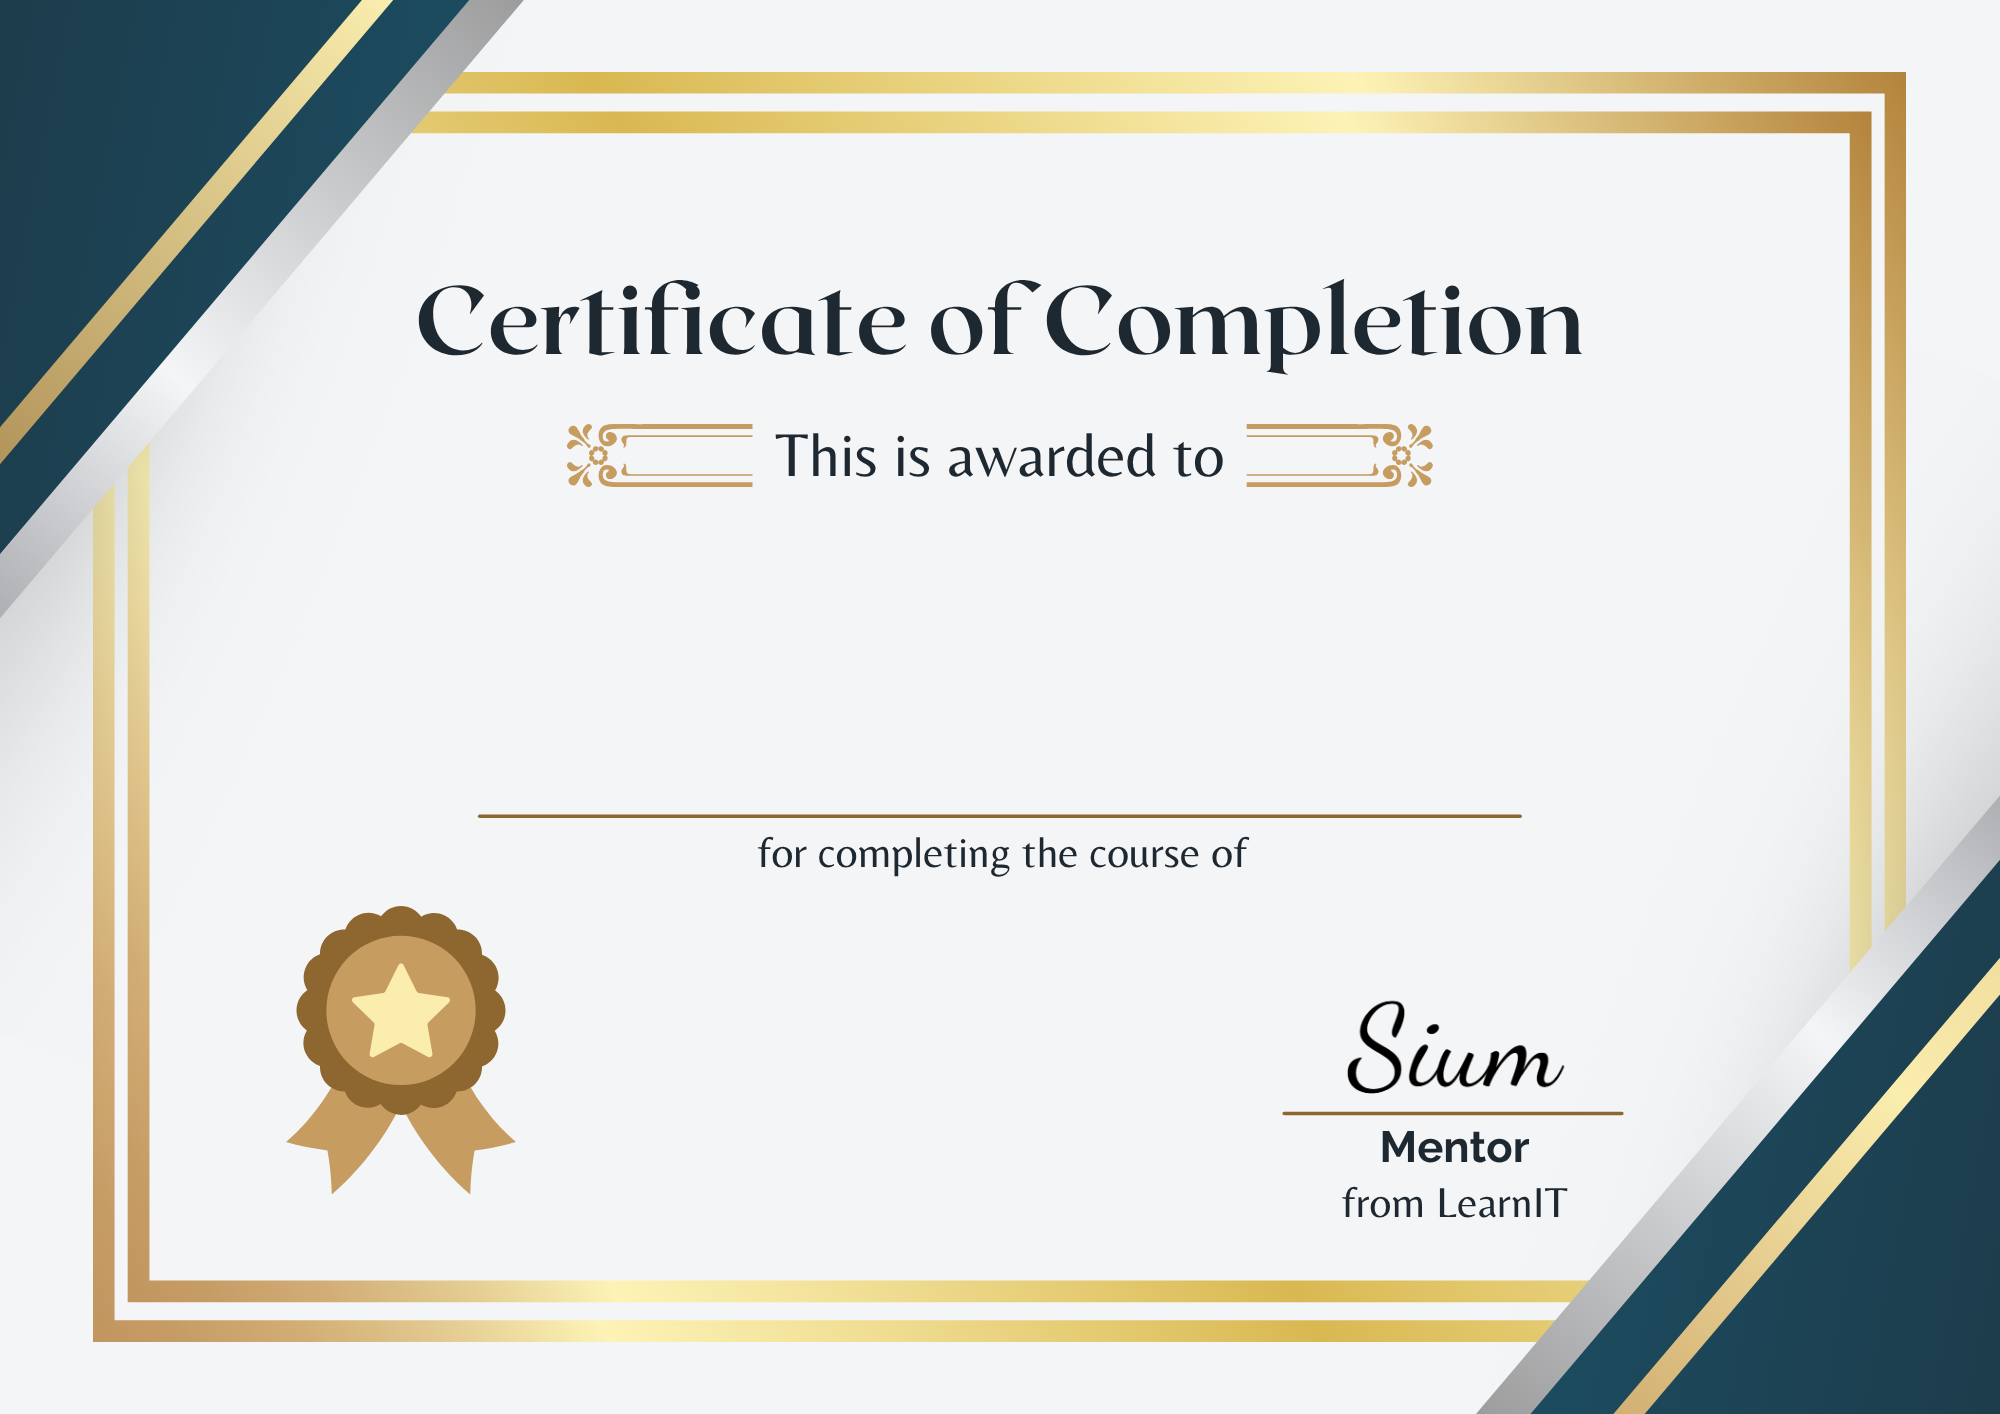 Certificate of Completion
This is awarded to
for completing the course of
Sium
Mentor
from LearnIT